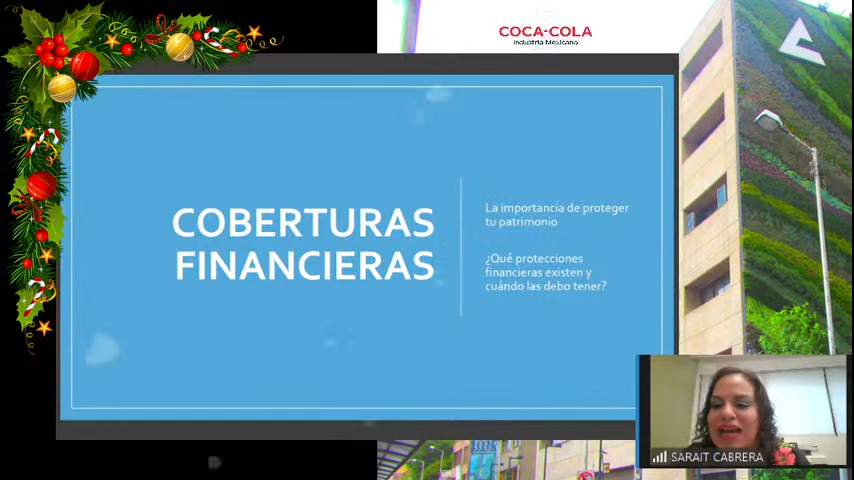 COCA-COLA
Industria Mexicana
COBERTURAS
FINANCIERAS
La importancia de proteger
tu patrimonio
¿Qué protecciones
financieras existen y
cuándo las debo tener?
SARAIT CABRERA